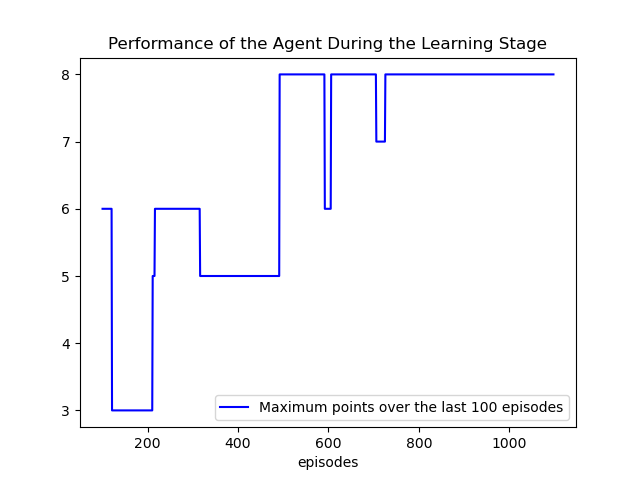 Performance of the Agent During the Learning Stage
8
7
6
5
4
3
Maximum points over the last 100 episodes
200 400 600 800 1000
episodes